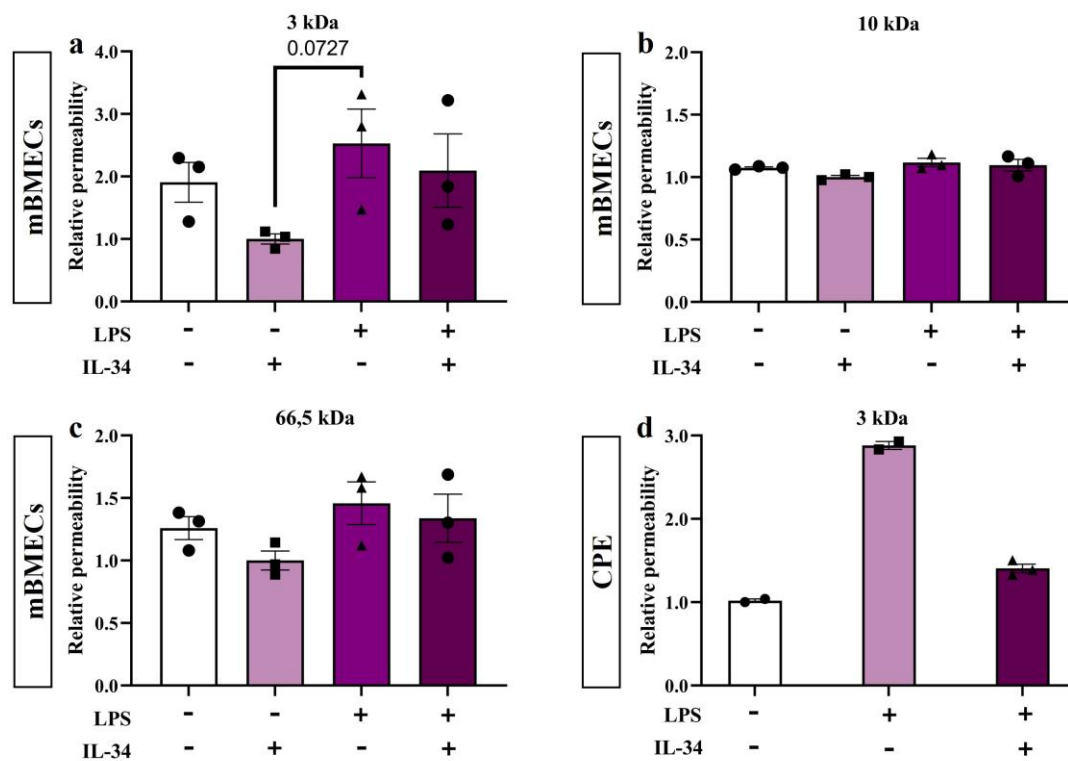 a
3 kDa
0.0727
mBMECs
Relative permeability
4.0
3.0
2.0
1.0
0.0
LPS - - + +
IL-34 - + - +
b
10 kDa
mBMECs
Relative permeability
2.0
1.5
1.0
0.5
0.0
LPS - - + +
IL-34 - + - +
c
66,5 kDa
mBMECs
Relative permeability
2.0
1.5
1.0
0.5
0.0
LPS - - + +
IL-34 - + - +
d
3 kDa
CPE
Relative permeability
3.0
2.0
1.0
0.0
LPS - + +
IL-34 - - +